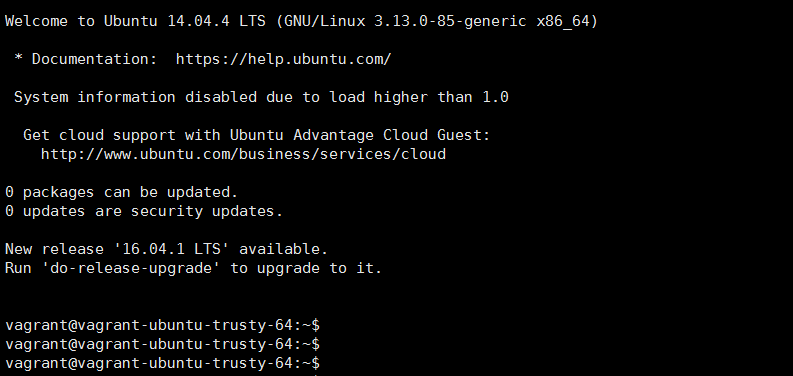 Welcome to Ubuntu 14.04.4 LTS (GNU/Linux 3.13.0-85-generic x86_64)
* Documentation:  https://help.ubuntu.com/
System information disabled due to load higher than 1.0
Get cloud support with Ubuntu Advantage Cloud Guest:
http://www.ubuntu.com/business/services/cloud
0 packages can be updated.
0 updates are security updates.
New release '16.04.1 LTS' available.
Run 'do-release-upgrade' to upgrade to it.
vagrant@vagrant-ubuntu-trusty-64:~$
vagrant@vagrant-ubuntu-trusty-64:~$
vagrant@vagrant-ubuntu-trusty-64:~$